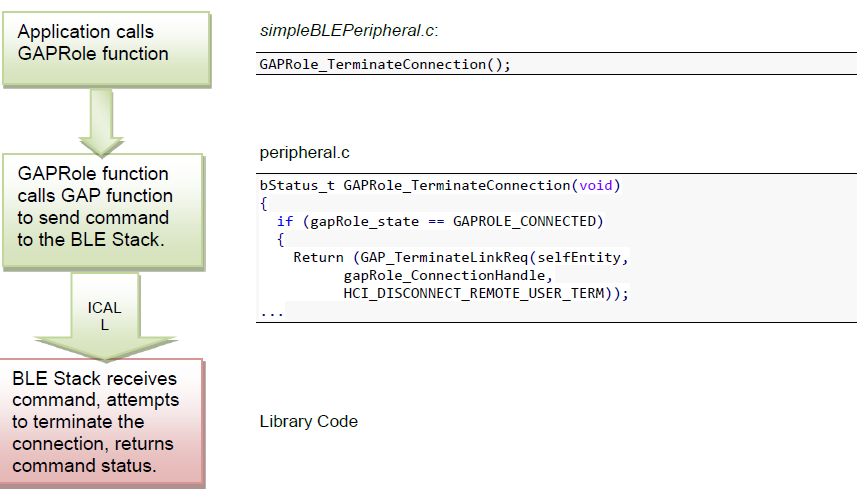 Application calls
GAPRole function
simpleBLEPeripheral.c:
GAPRole_TerminateConnection();
GAPRole function
calls GAP function
to send command
to the BLE Stack.
peripheral.c
bStatus_t GAPRole_TerminateConnection(void)
{
  if (gapRole_state == GAPROLE_CONNECTED)
  {
    Return (GAP_TerminateLinkReq(selfEntity,
          gapRole_ConnectionHandle,
          HCI_DISCONNECT_REMOTE_USER_TERM));
...
ICAL
L
BLE Stack receives
command, attempts
to terminate the
connection, returns
command status.
Library Code